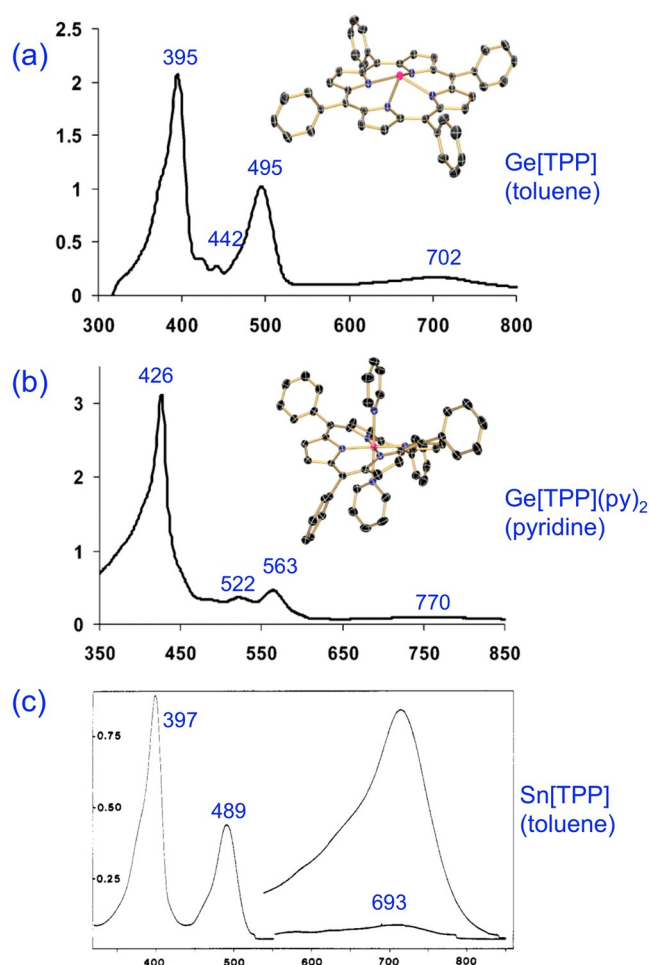 (a)
2.5
2
1.5
1
0.5
0
395
442
495
702
300 400 500 600 700 800
Ge[TPP]
(toluene)
(b)
3
2
1
0
426
522
563
770
350 450 550 650 750 850
Ge[TPP](py)2
(pyridine)
(c)
0.75
0.50
0.25
397
489
693
400 500 600 700 800
Sn[TPP]
(toluene)